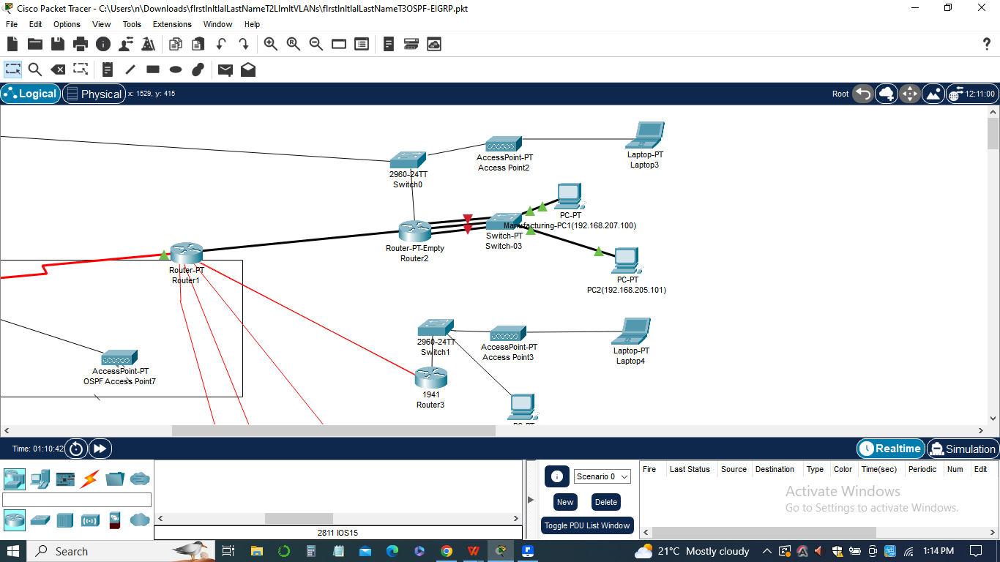 Cisco Packet Tracer - C:\Users\n\Downloads\fIrstInItIalLastNameT2LImItVLANs\fIrstInItIalLastNameT3OSPF-EIGRP.pkt
File Edit Options View Tools Extensions Window Help
?
Logical Physical x: 1529, y: 415 Root 12:11:00
AccessPoint-PT
Access Point2
Laptop-PT
Laptop3
2960-24TT
Switch0
PC-PT
Manufacturing-PC1(192.168.207.100)
Switch-PT
Switch-03
Router-PT-Empty
Router2
Router-PT
Router1
PC-PT
PC2(192.168.205.101)
2960-24TT
Switch1
AccessPoint-PT
Access Point3
Laptop-PT
Laptop4
AccessPoint-PT
OSPF Access Point7
1941
Router3
Time: 01:10:42 Realtime Simulation
Scenario 0
New Delete
Toggle PDU List Window
Fire Last Status Source Destination Type Color Time(sec) Periodic Num Edit
Activate Windows
Go to Settings to activate Windows.
2811 IOS15
Search 21°C Mostly cloudy 1:14 PM